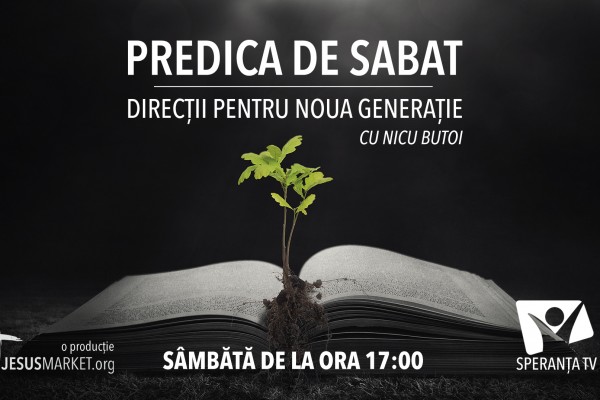 PREDICA DE SABAT
DIRECȚII PENTRU NOUA GENERAȚIE
CU NICU BUTOI
o producție
JESUSMARKET.org
SÂMBĂTĂ DE LA ORA 17:00
SPERANȚA TV